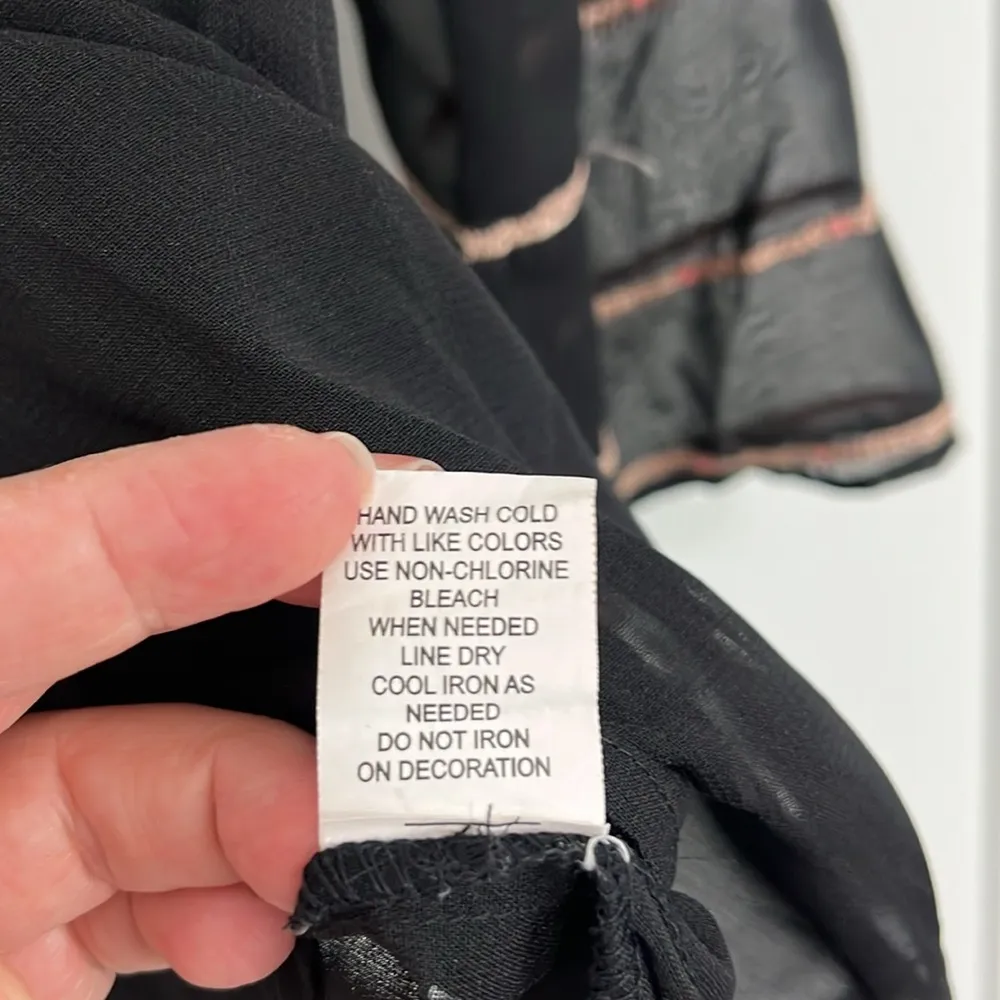 HAND WASH COLD
WITH LIKE COLORS
USE NON-CHLORINE
BLEACH
WHEN NEEDED
LINE DRY
COOL IRON AS
NEEDED
DO NOT IRON
ON DECORATION